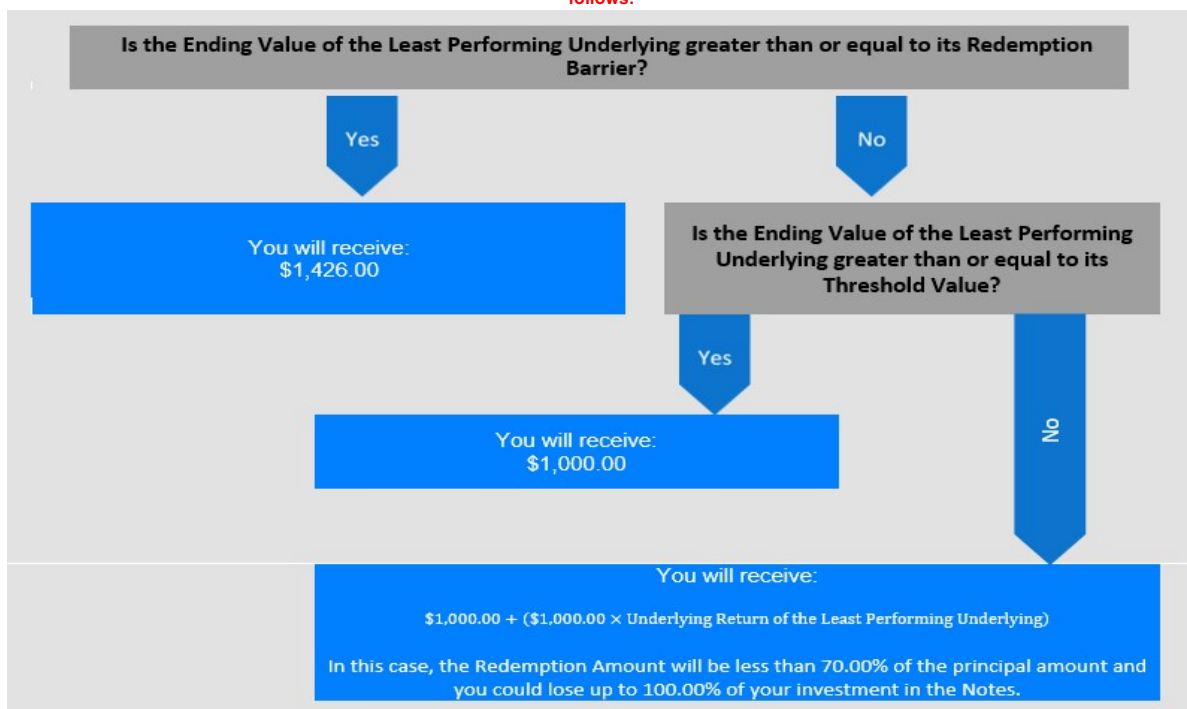 follows:
Is the Ending Value of the Least Performing Underlying greater than or equal to its Redemption
Barrier?
Yes
No
You will receive:
$1,426.00
Is the Ending Value of the Least Performing
Underlying greater than or equal to its
Threshold Value?
Yes
No
You will receive:
$1,000.00
You will receive:
$1,000.00 + ($1,000.00 × Underlying Return of the Least Performing Underlying)
In this case, the Redemption Amount will be less than 70.00% of the principal amount and
you could lose up to 100.00% of your investment in the Notes.